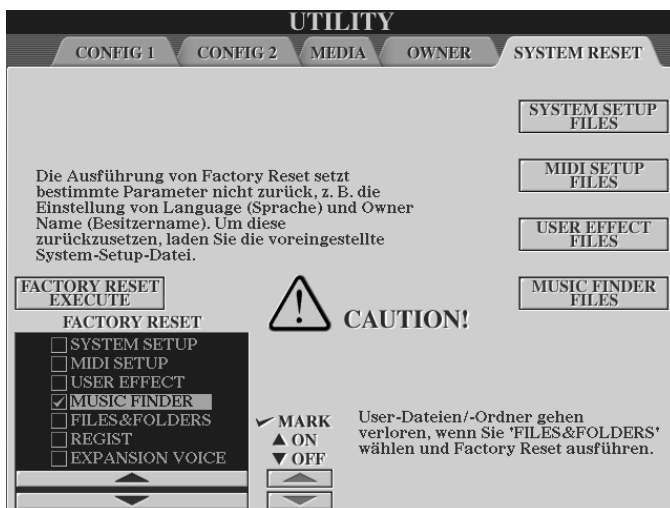 UTILITY
CONFIG 1 CONFIG 2 MEDIA OWNER SYSTEM RESET
SYSTEM SETUP
FILES
MIDI SETUP
FILES
USER EFFECT
FILES
MUSIC FINDER
FILES
Die Ausführung von Factory Reset setzt
bestimmte Parameter nicht zurück, z. B. die
Einstellung von Language (Sprache) und Owner
Name (Besitzername). Um diese
zurückzusetzen, laden Sie die voreingestellte
System-Setup-Datei.
FACTORY RESET
EXECUTE
CAUTION!
FACTORY RESET
SYSTEM SETUP
MIDI SETUP
USER EFFECT
MUSIC FINDER
FILES&FOLDERS
REGIST
EXPANSION VOICE
MARK
▲ ON
▼ OFF
User-Dateien/-Ordner gehen
verloren, wenn Sie 'FILES&FOLDERS'
wählen und Factory Reset ausführen.